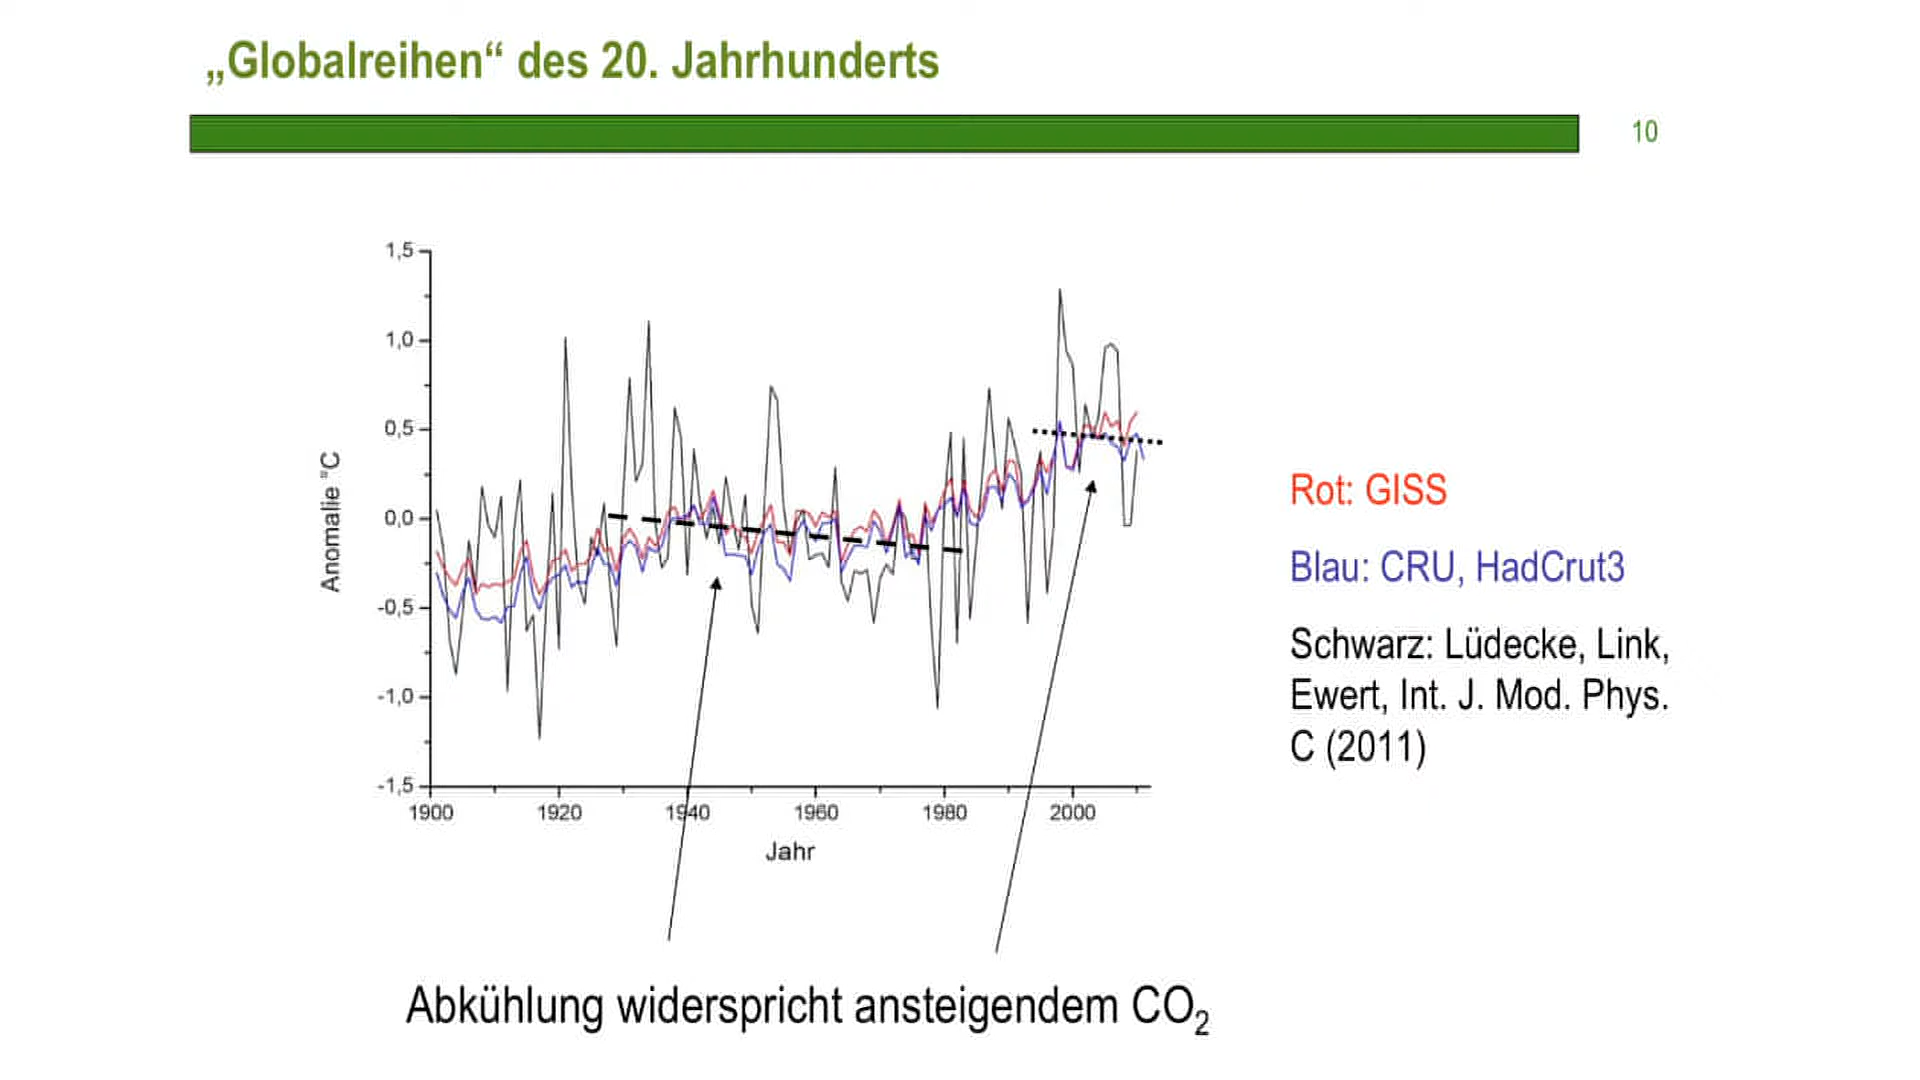 „Globalreihen“ des 20. Jahrhunderts
10
1,5
1,0
0,5
0,0
-0,5
-1,0
-1,5
Anomalie °C
1900 1920 1940 1960 1980 2000
Jahr
Rot: GISS
Blau: CRU, HadCrut3
Schwarz: Lüdecke, Link,
Ewert, Int. J. Mod. Phys.
C (2011)
Abkühlung widerspricht ansteigendem CO₂